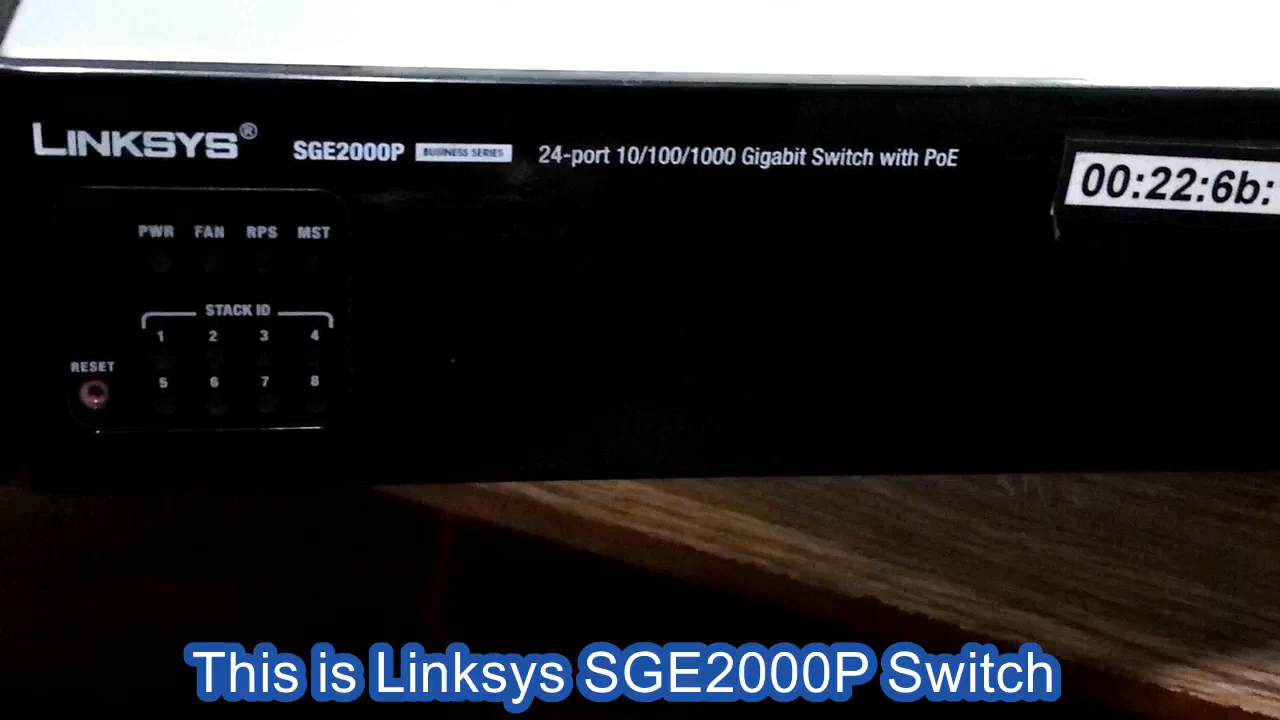 LINKSYS® SGE2000P BUSINESS SERIES 24-port 10/100/1000 Gigabit Switch with PoE
00:22:6b:
PWR FAN RPS MST
STACK ID
1 2 3 4
RESET
5 6 7 8
This is Linksys SGE2000P Switch